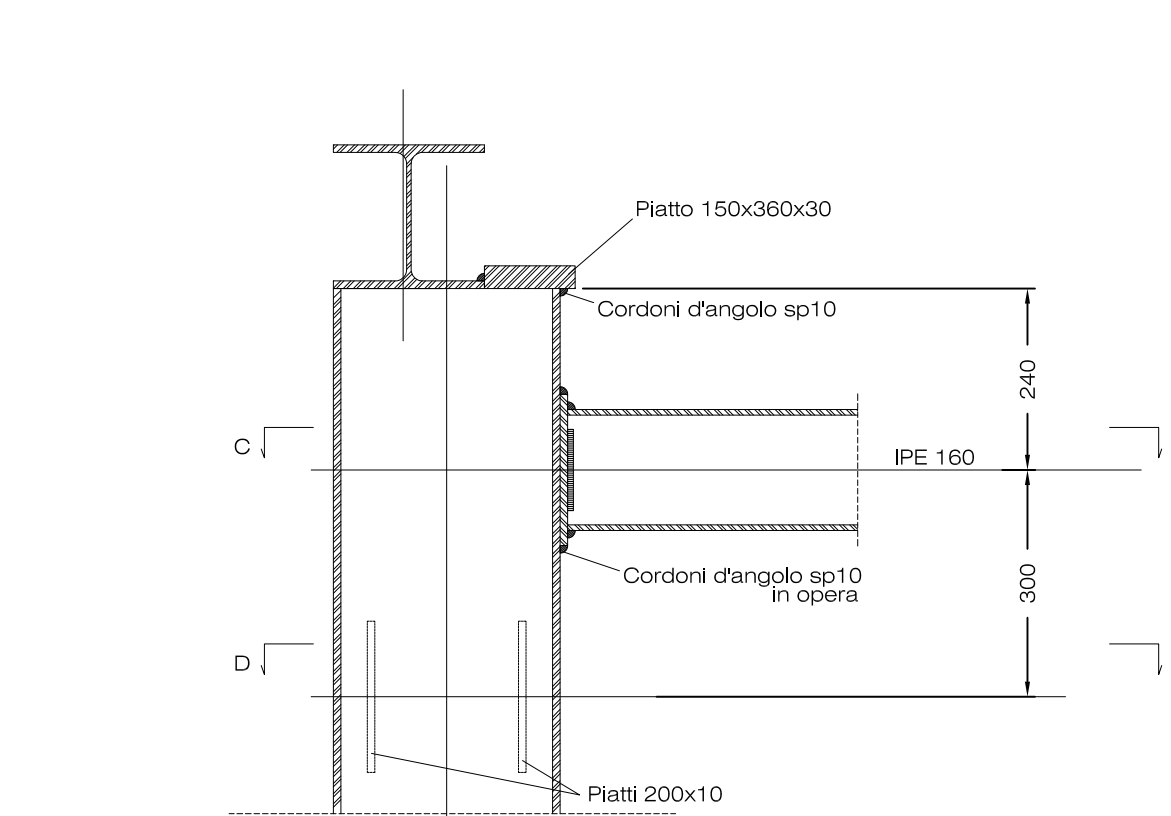 Piatto 150x360x30
Cordoni d'angolo sp10
240
C
IPE 160
Cordoni d'angolo sp10
in opera
300
D
Piatti 200x10